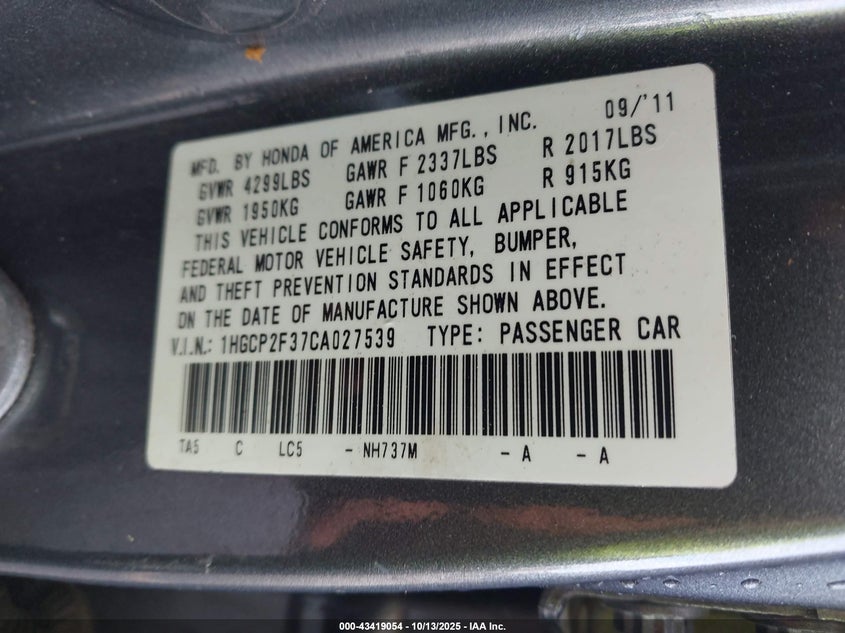 MFD. BY HONDA OF AMERICA MFG., INC. 09/'11
GVWR 4299LBS GAWR F 2337LBS R 2017LBS
GVWR 1950KG GAWR F 1060KG R 915KG
THIS VEHICLE CONFORMS TO ALL APPLICABLE
FEDERAL MOTOR VEHICLE SAFETY, BUMPER,
AND THEFT PREVENTION STANDARDS IN EFFECT
ON THE DATE OF MANUFACTURE SHOWN ABOVE.
V.I.N.: 1HGCP2F37CA027539 TYPE: PASSENGER CAR
TA5 C LC5 - NH737M - A - A
000-43419054 | 10/13/2025 - IAA Inc.